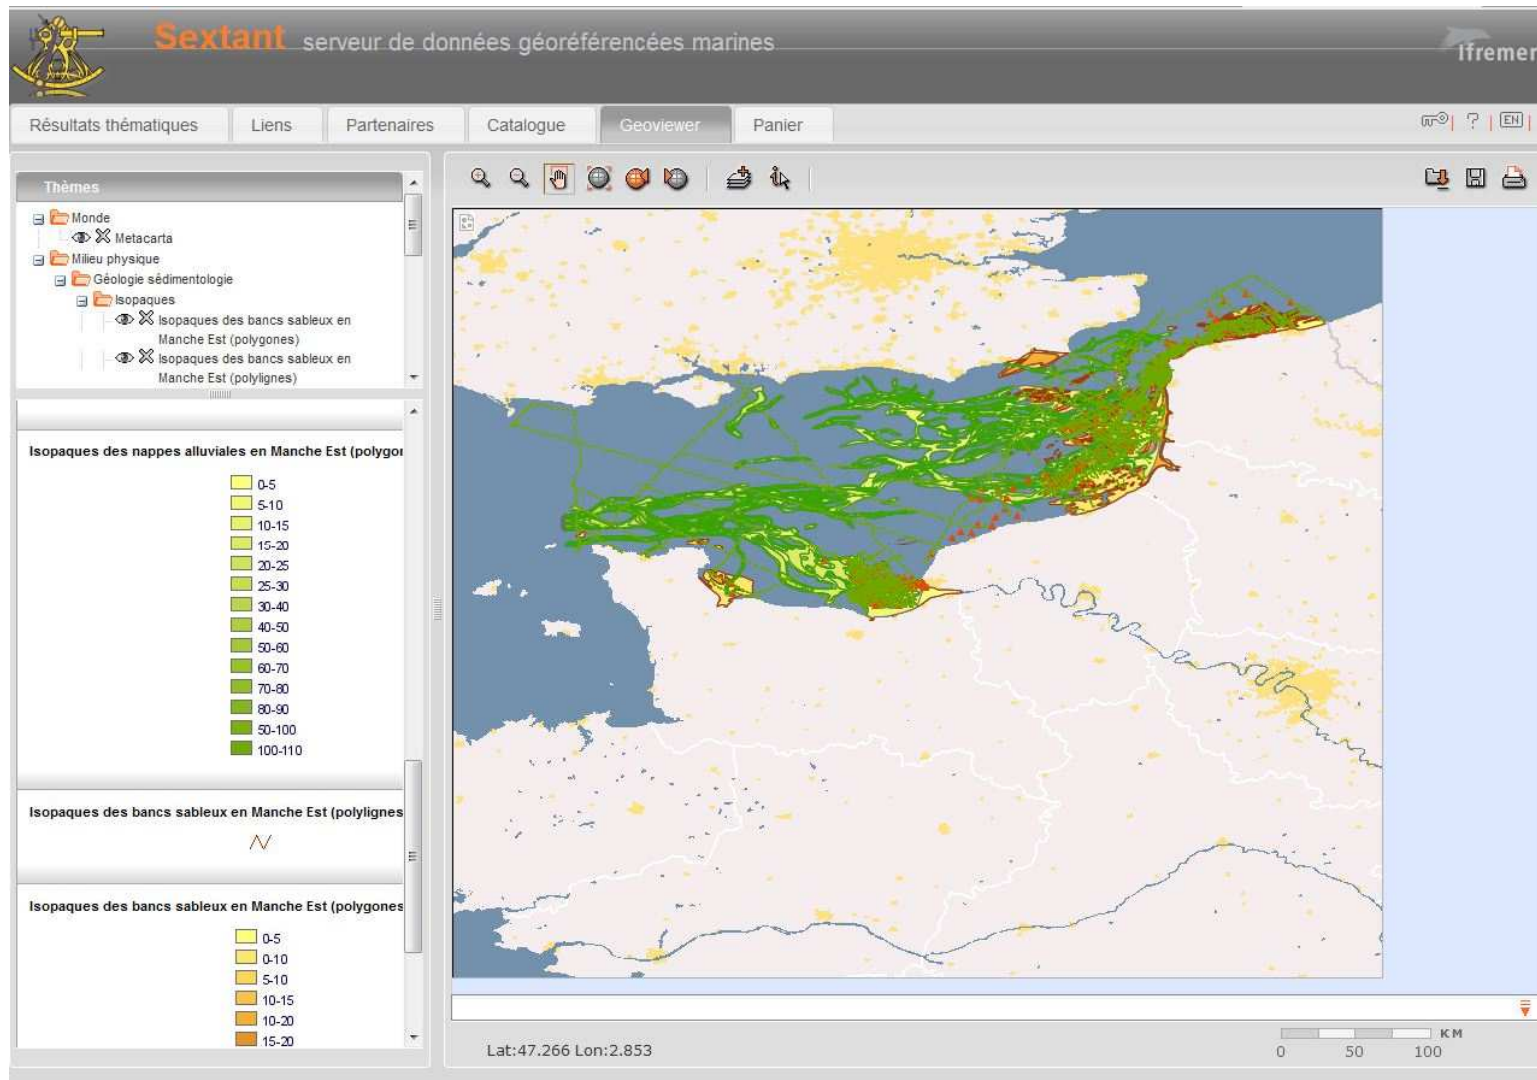 Sextant serveur de données géoréférencées marines
Ifremer
Résultats thématiques
Liens
Partenaires
Catalogue
Geoviewer
Panier
? | EN |
Thèmes
Monde
Metacarta
Milieu physique
Géologie sédimentologie
Isopaques
Isopaques des bancs sableux en
Manche Est (polygones)
Isopaques des bancs sableux en
Manche Est (polylignes)
Isopaques des nappes alluviales en Manche Est (polygon
0-5
5-10
10-15
15-20
20-25
25-30
30-40
40-50
50-60
60-70
70-80
80-90
50-100
100-110
Isopaques des bancs sableux en Manche Est (polylignes
Isopaques des bancs sableux en Manche Est (polygones
0-5
0-10
5-10
10-15
10-20
15-20
Lat:47.266 Lon:2.853
KM
0 50 100